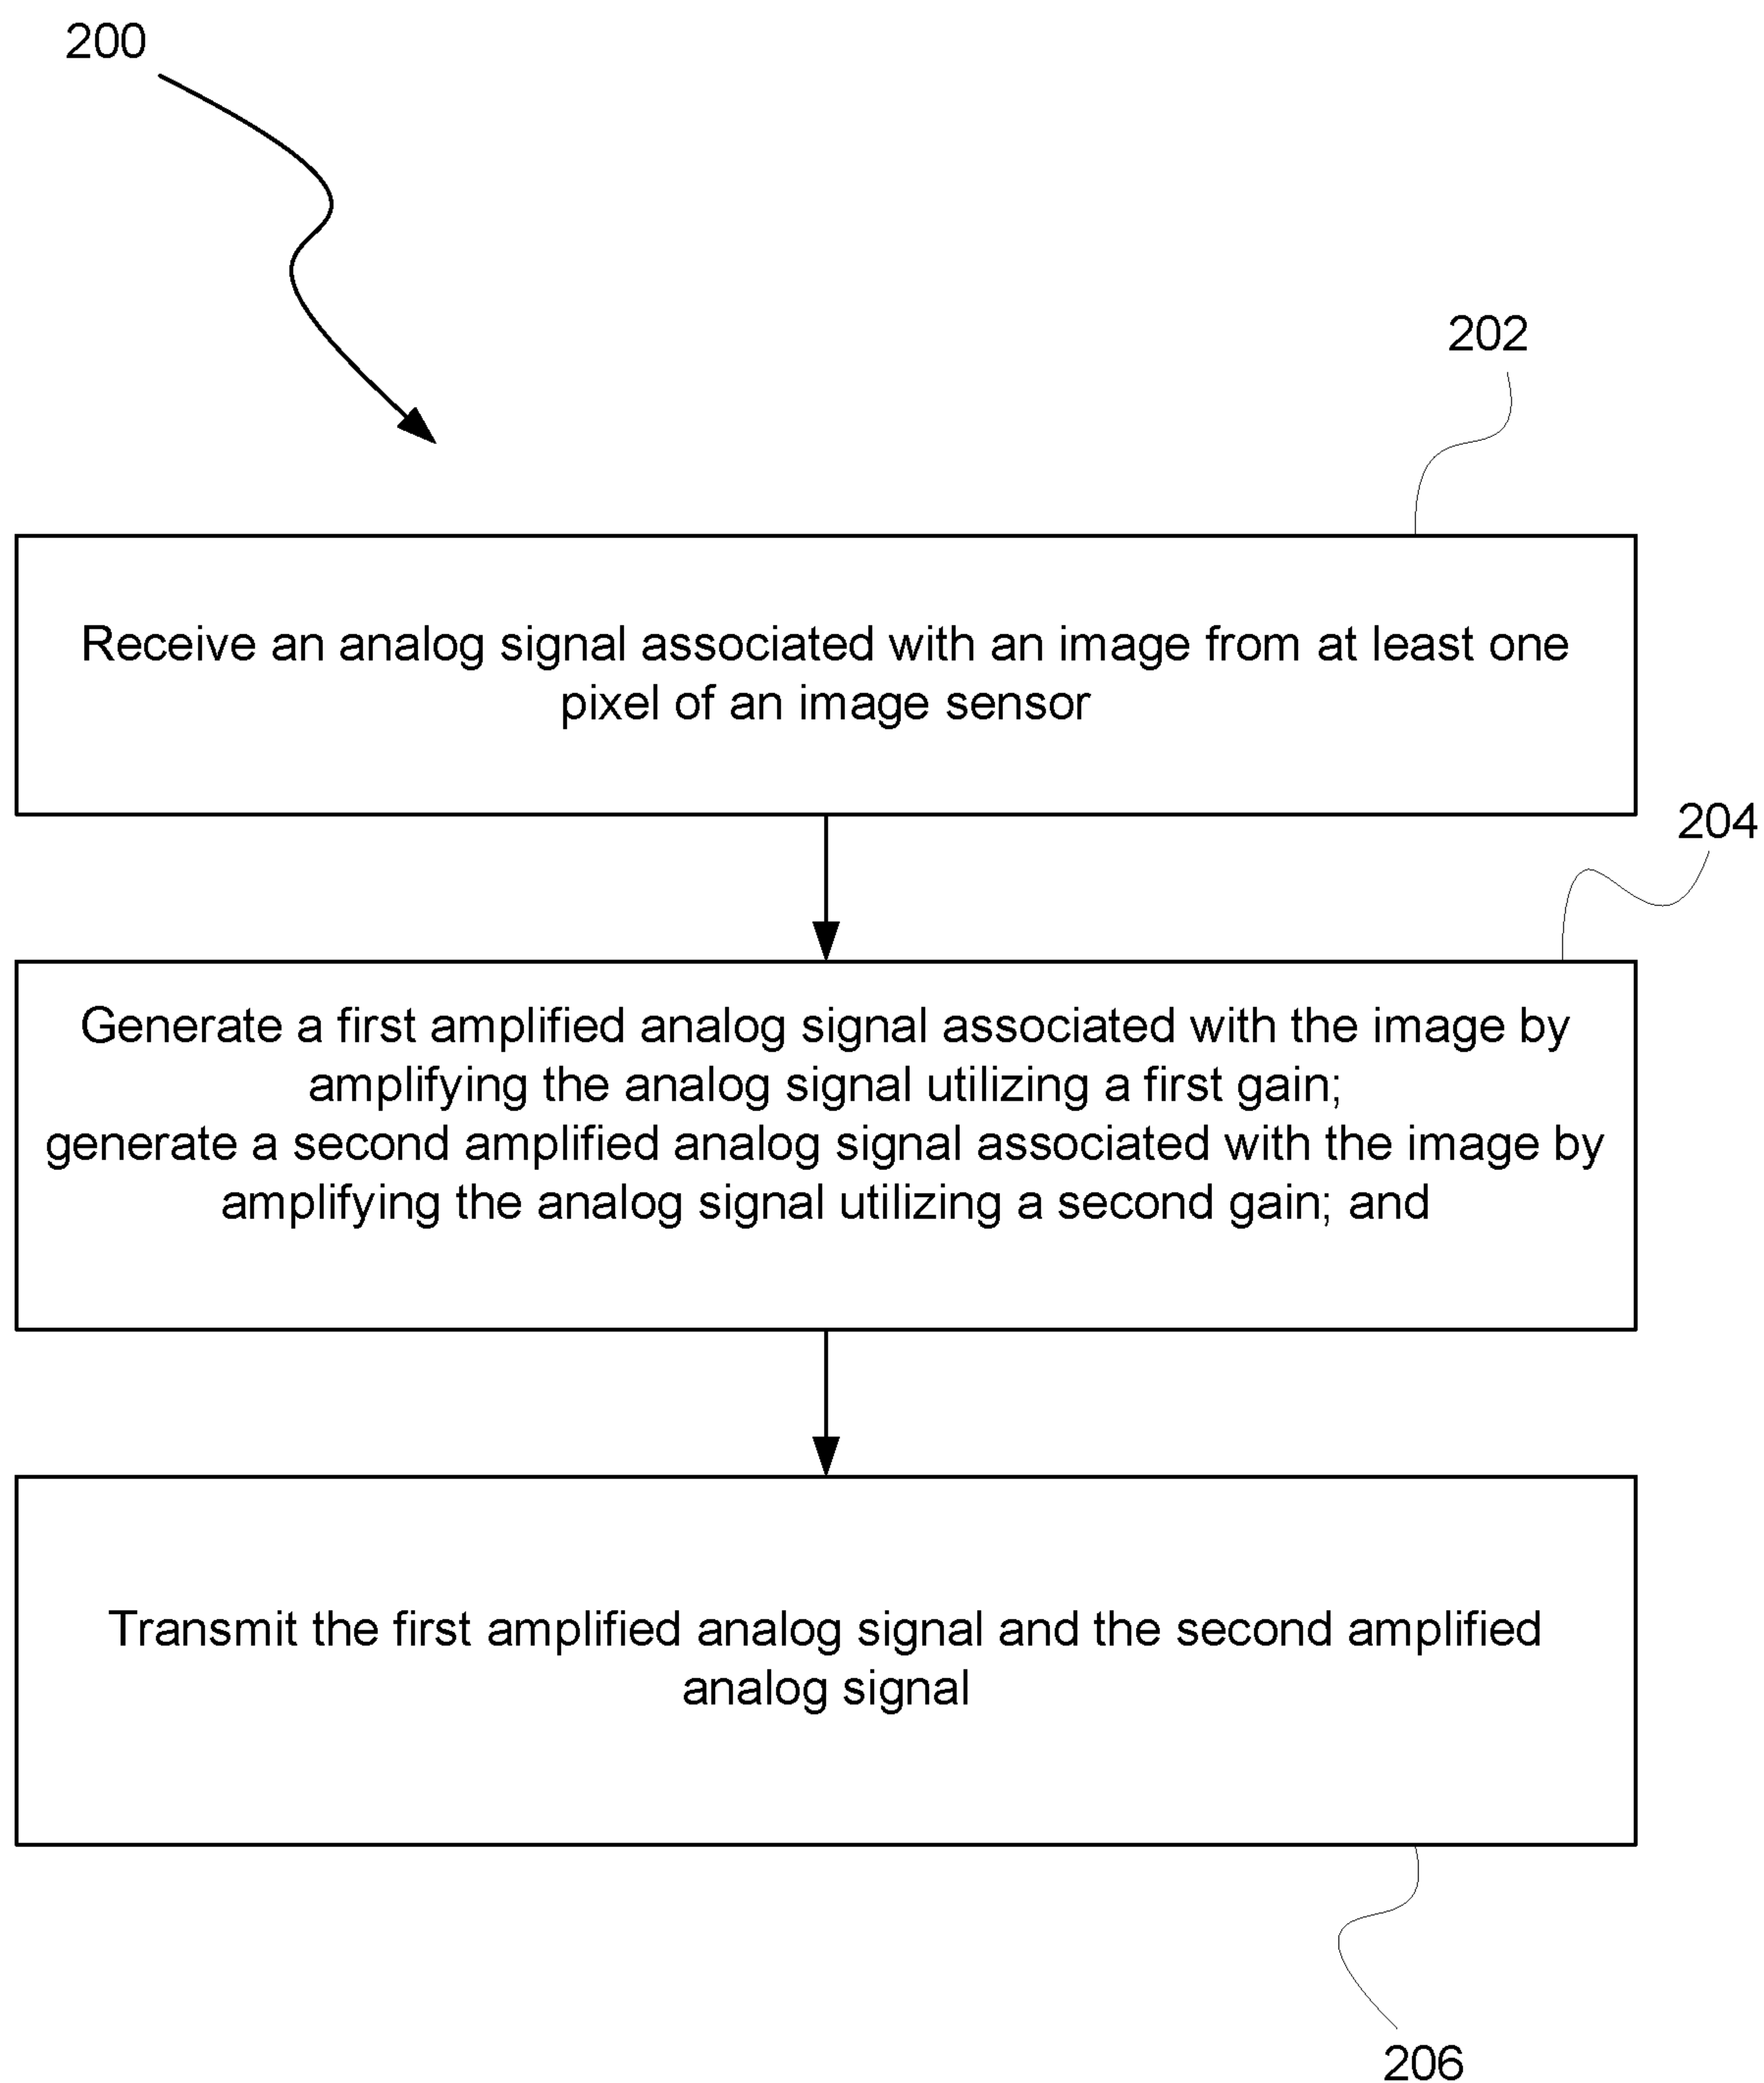 200
202
Receive an analog signal associated with an image from at least one
pixel of an image sensor
204
Generate a first amplified analog signal associated with the image by
amplifying the analog signal utilizing a first gain;
generate a second amplified analog signal associated with the image by
amplifying the analog signal utilizing a second gain; and
Transmit the first amplified analog signal and the second amplified
analog signal
206